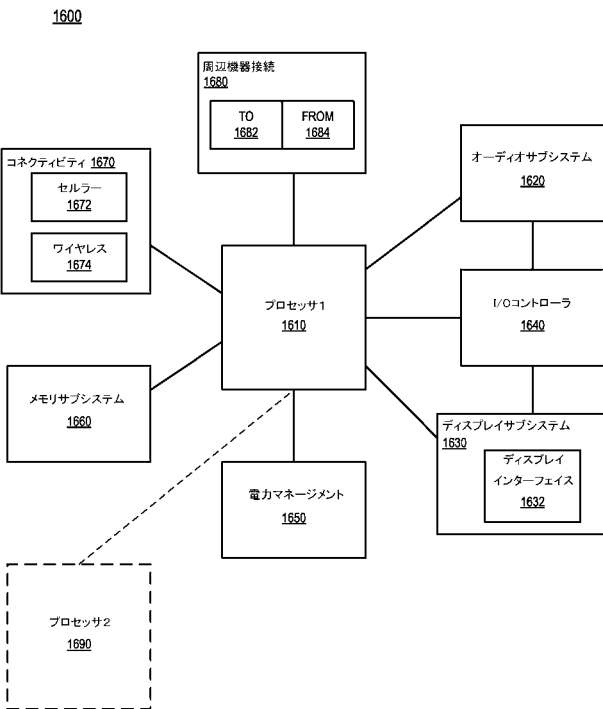 1600
周辺機器接続
1680
TO
1682
FROM
1684
コネクティビティ 1670
セルラー
1672
ワイヤレス
1674
オーディオサブシステム
1620
プロセッサ1
1610
I/Oコントローラ
1640
メモリサブシステム
1660
ディスプレイサブシステム
1630
ディスプレイ
インターフェイス
1632
電力マネージメント
1650
プロセッサ2
1690